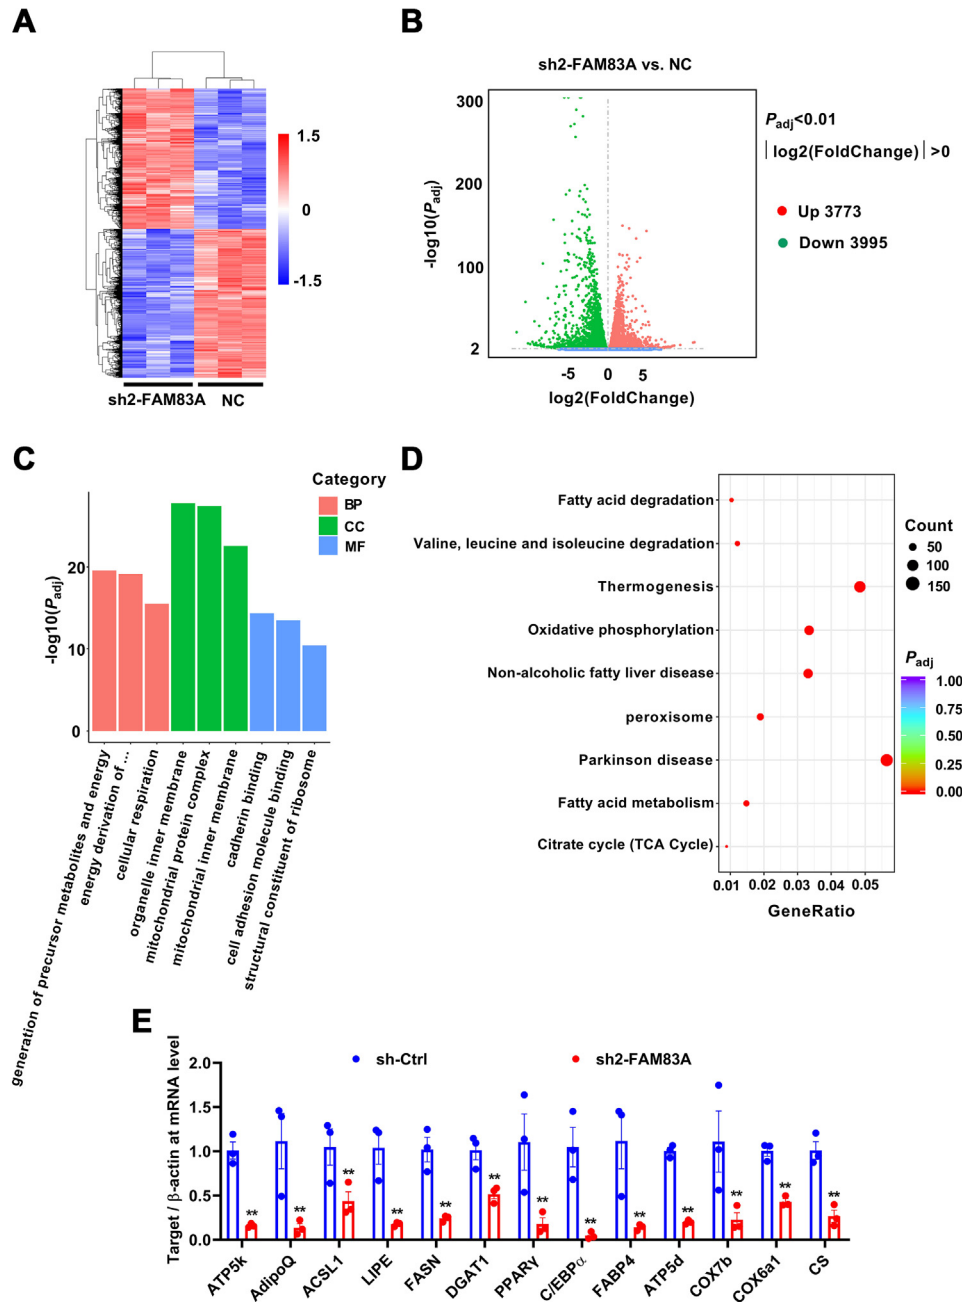 A
1.5
0
-1.5
sh2-FAM83A NC
B
sh2-FAM83A vs. NC
300
200
100
2
-log10(Padj)
-5 0 5
log2(FoldChange)
Padj<0.01
|log2(FoldChange)| >0
Up 3773
Down 3995
C
Category
BP
CC
MF
20
10
0
-log10(Padj)
generation of precursor metabolites and energy
energy derivation of ...
cellular respiration
organelle inner membrane
mitochondrial protein complex
mitochondrial inner membrane
cadherin binding
cell adhesion molecule binding
structural constituent of ribosome
D
Fatty acid degradation
Valine, leucine and isoleucine degradation
Thermogenesis
Oxidative phosphorylation
Non-alcoholic fatty liver disease
peroxisome
Parkinson disease
Fatty acid metabolism
Citrate cycle (TCA Cycle)
0.01 0.02 0.03 0.04 0.05
GeneRatio
Count
50
100
150
Padj
1.00
0.75
0.50
0.25
0.00
E
sh-Ctrl sh2-FAM83A
Target / β-actin at mRNA level
2.0
1.5
1.0
0.5
0.0
** ** ** ** ** ** ** ** ** ** ** ** **
ATP5k AdipoQ ACSL1 LIPE FASN DGAT1 PPARγ C/EBPα FABP4 ATP5d COX7b COX6a1 CS